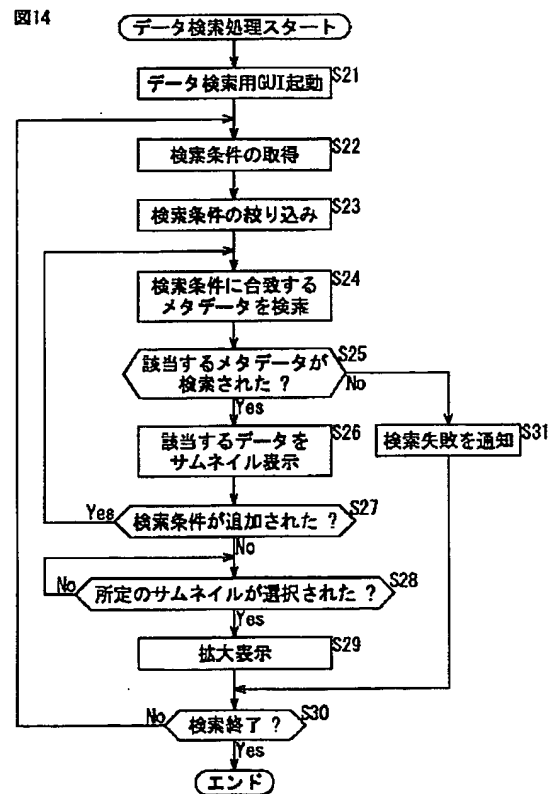 図14
データ検索処理スタート
データ検索用GUI起動
S21
検索条件の取得
S22
検索条件の絞り込み
S23
検索条件に合致する
メタデータを検索
S24
該当するメタデータが
検索された ?
S25
No
Yes
該当するデータを
サムネイル表示
S26
検索失敗を通知
S31
検索条件が追加された ?
S27
Yes
No
所定のサムネイルが選択された ?
S28
No
Yes
拡大表示
S29
検索終了 ?
S30
No
Yes
エンド